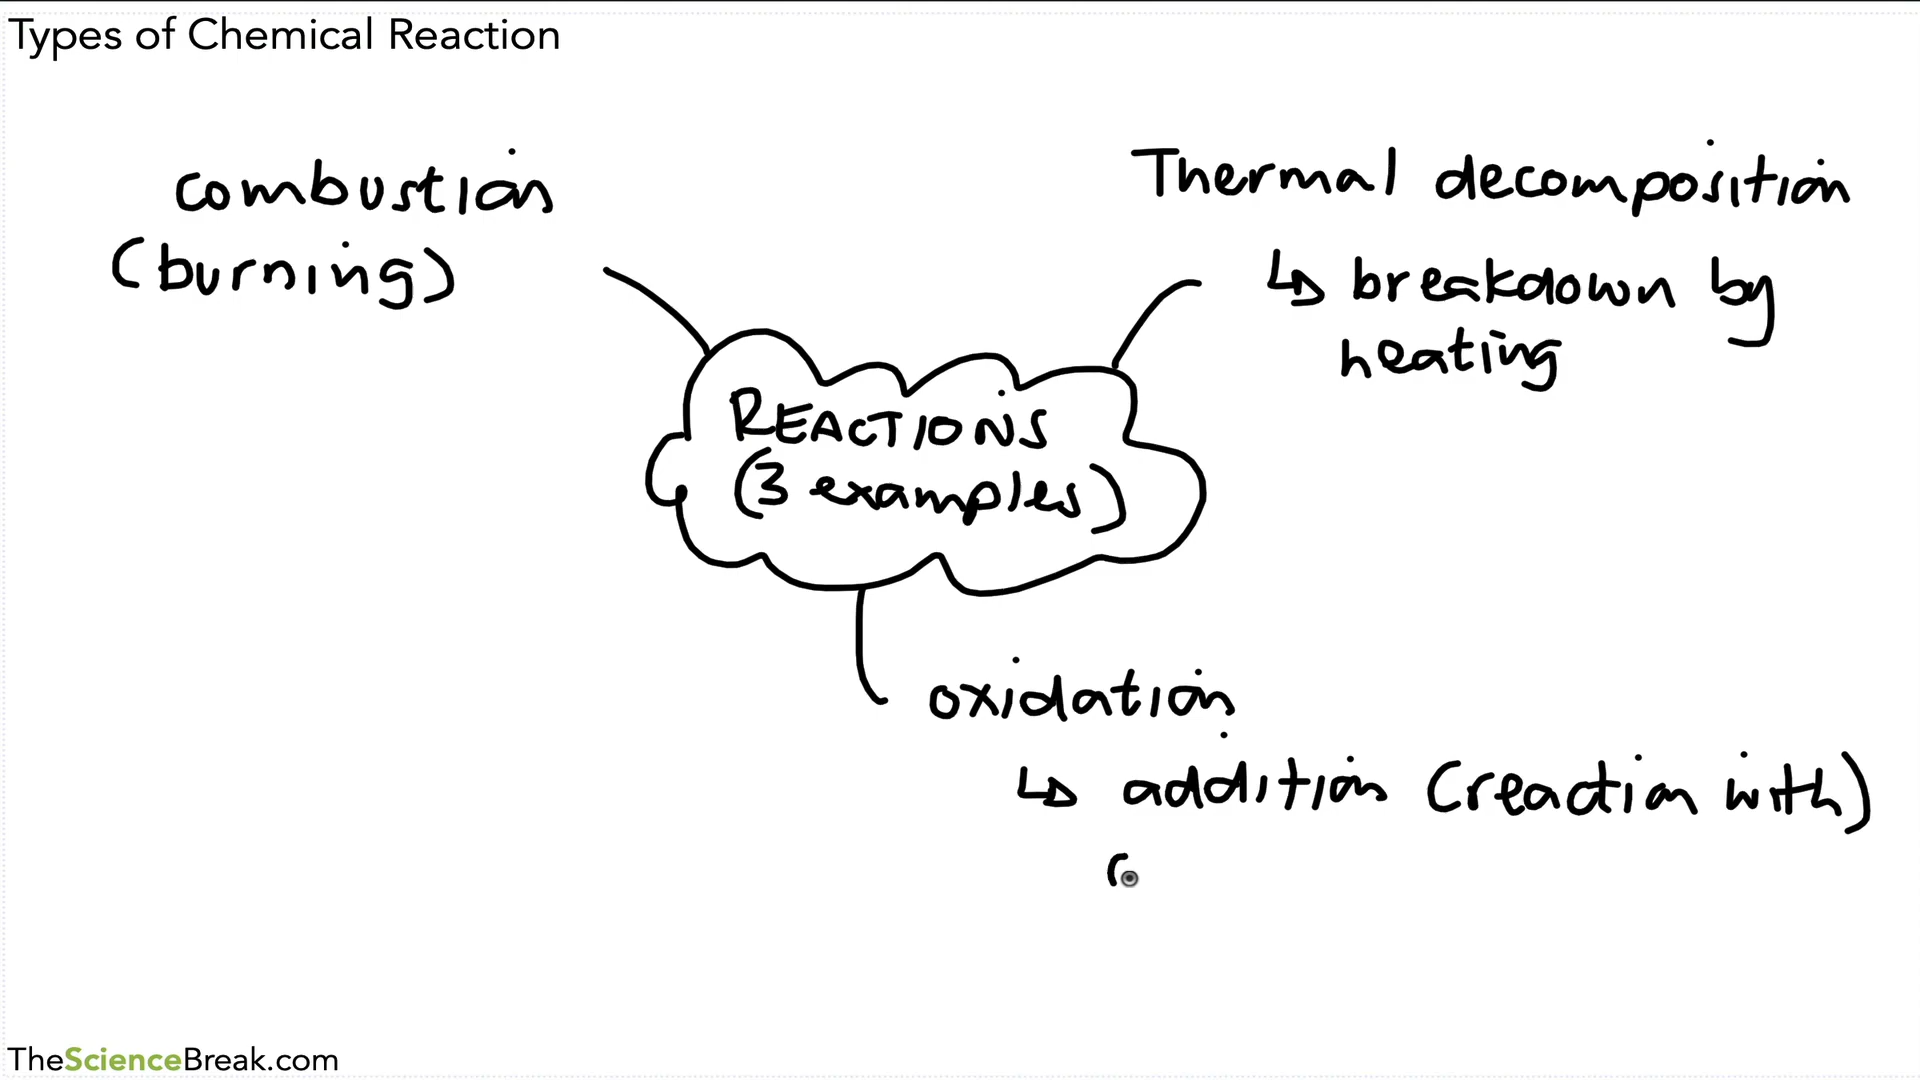 Types of Chemical Reaction
combustion
(burning)
Thermal decomposition
↳ breakdown by
heating
REACTIONS
(3 examples)
oxidation
↳ addition (reaction with)
TheScienceBreak.com